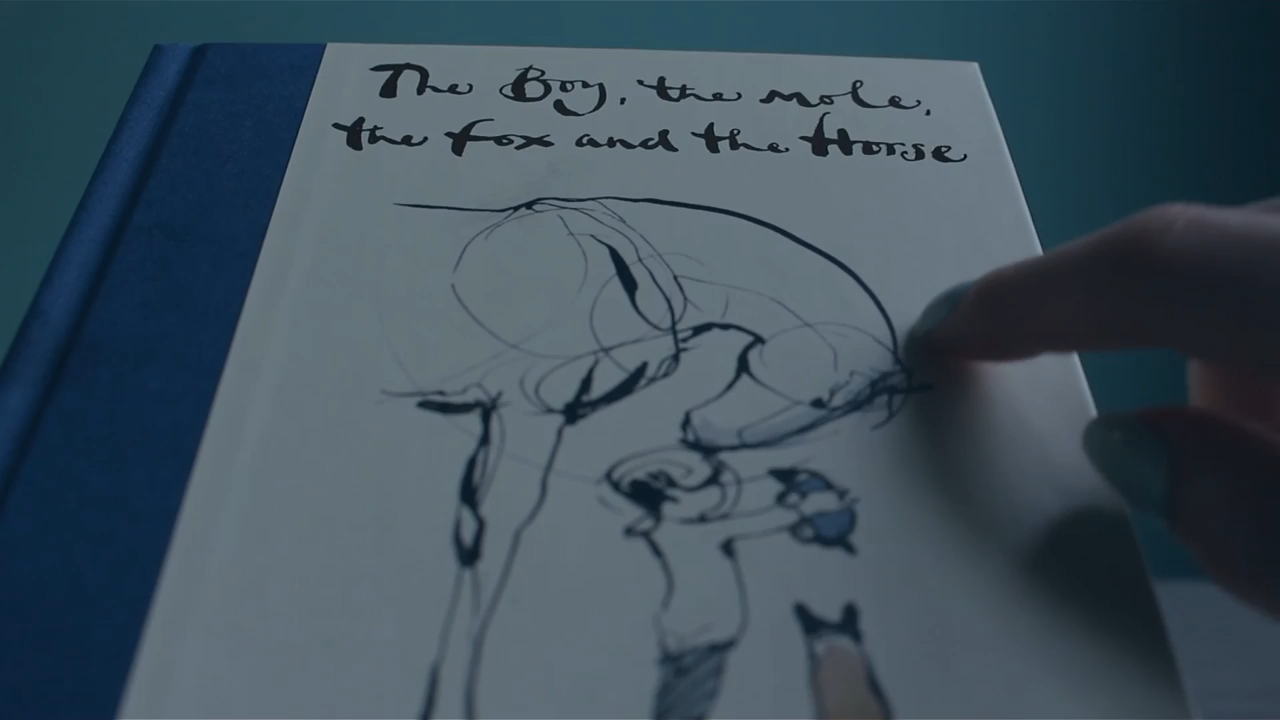 The Boy, the mole,
the fox and the Horse